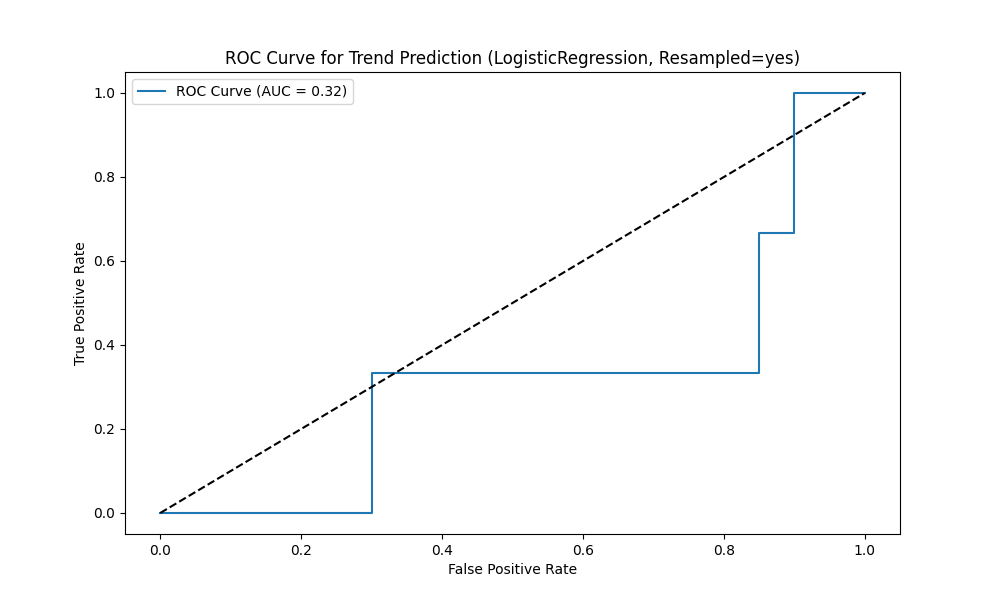 ROC Curve for Trend Prediction (LogisticRegression, Resampled=yes)
ROC Curve (AUC = 0.32)
True Positive Rate
1.0
0.8
0.6
0.4
0.2
0.0
0.0 0.2 0.4 0.6 0.8 1.0
False Positive Rate